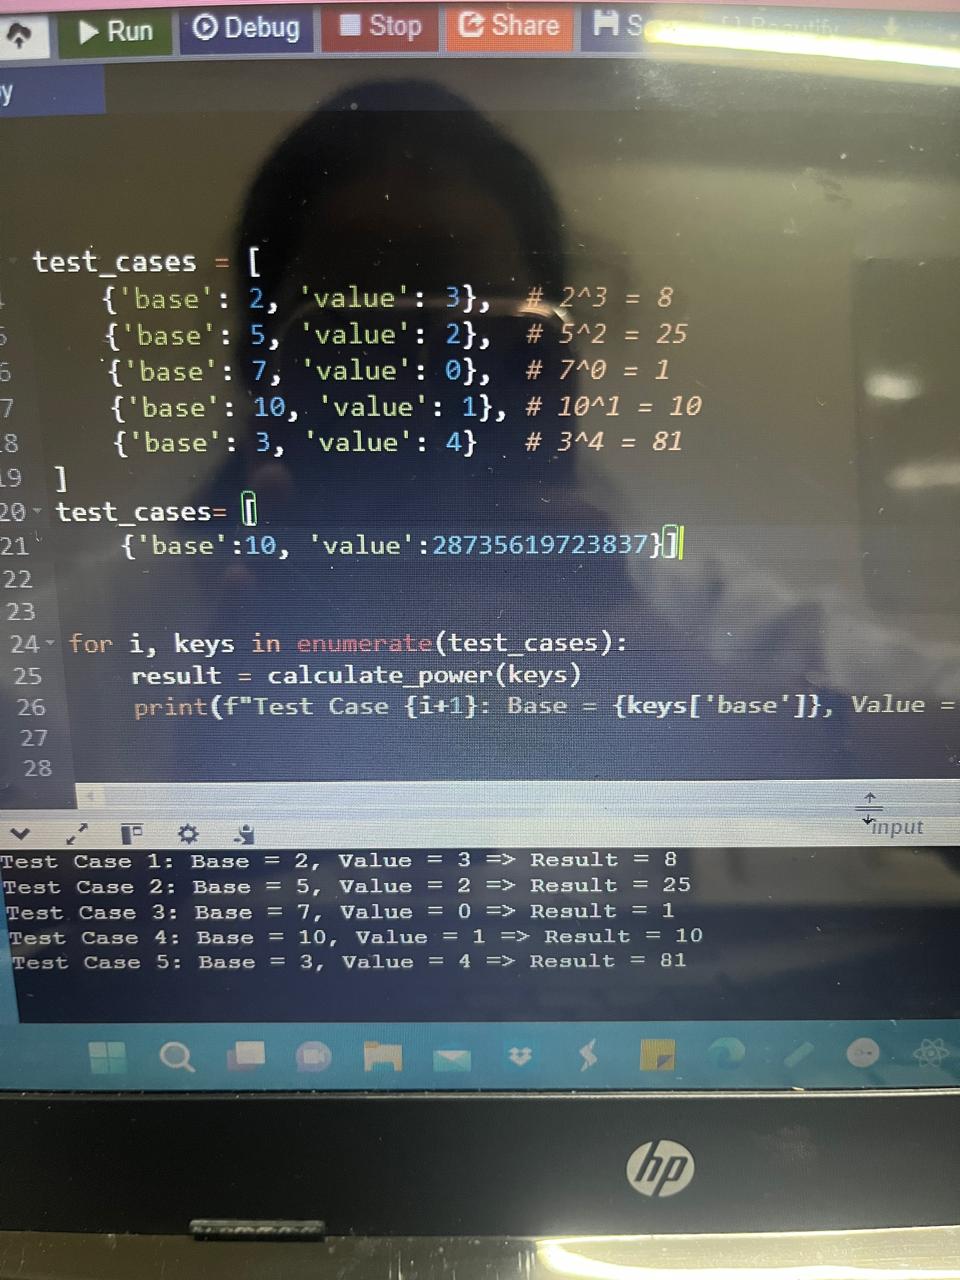 Run Debug Stop Share S
y
test_cases = [
{'base': 2, 'value': 3}, # 2^3 = 8
{'base': 5, 'value': 2}, # 5^2 = 25
{'base': 7, 'value': 0}, # 7^0 = 1
7 {'base': 10, 'value': 1}, # 10^1 = 10
8 {'base': 3, 'value': 4} # 3^4 = 81
19 ]
20 test_cases= [
21 {'base':10, 'value':28735619723837}]
22
23
24 for i, keys in enumerate(test_cases):
25 result = calculate_power(keys)
26 print(f"Test Case {i+1}: Base = {keys['base']}, Value =
27
28
input
Test Case 1: Base = 2, Value = 3 => Result = 8
Test Case 2: Base = 5, Value = 2 => Result = 25
Test Case 3: Base = 7, Value = 0 => Result = 1
Test Case 4: Base = 10, Value = 1 => Result = 10
Test Case 5: Base = 3, Value = 4 => Result = 81
hp